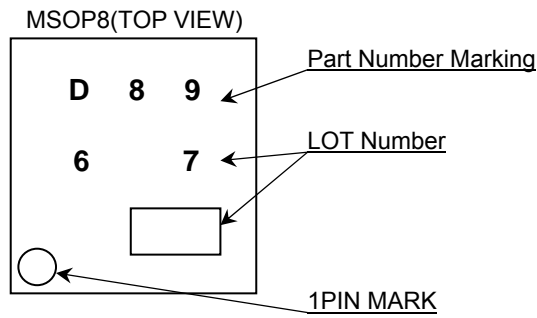 MSOP8(TOP VIEW)
D 8 9
Part Number Marking
6 7
LOT Number
1PIN MARK